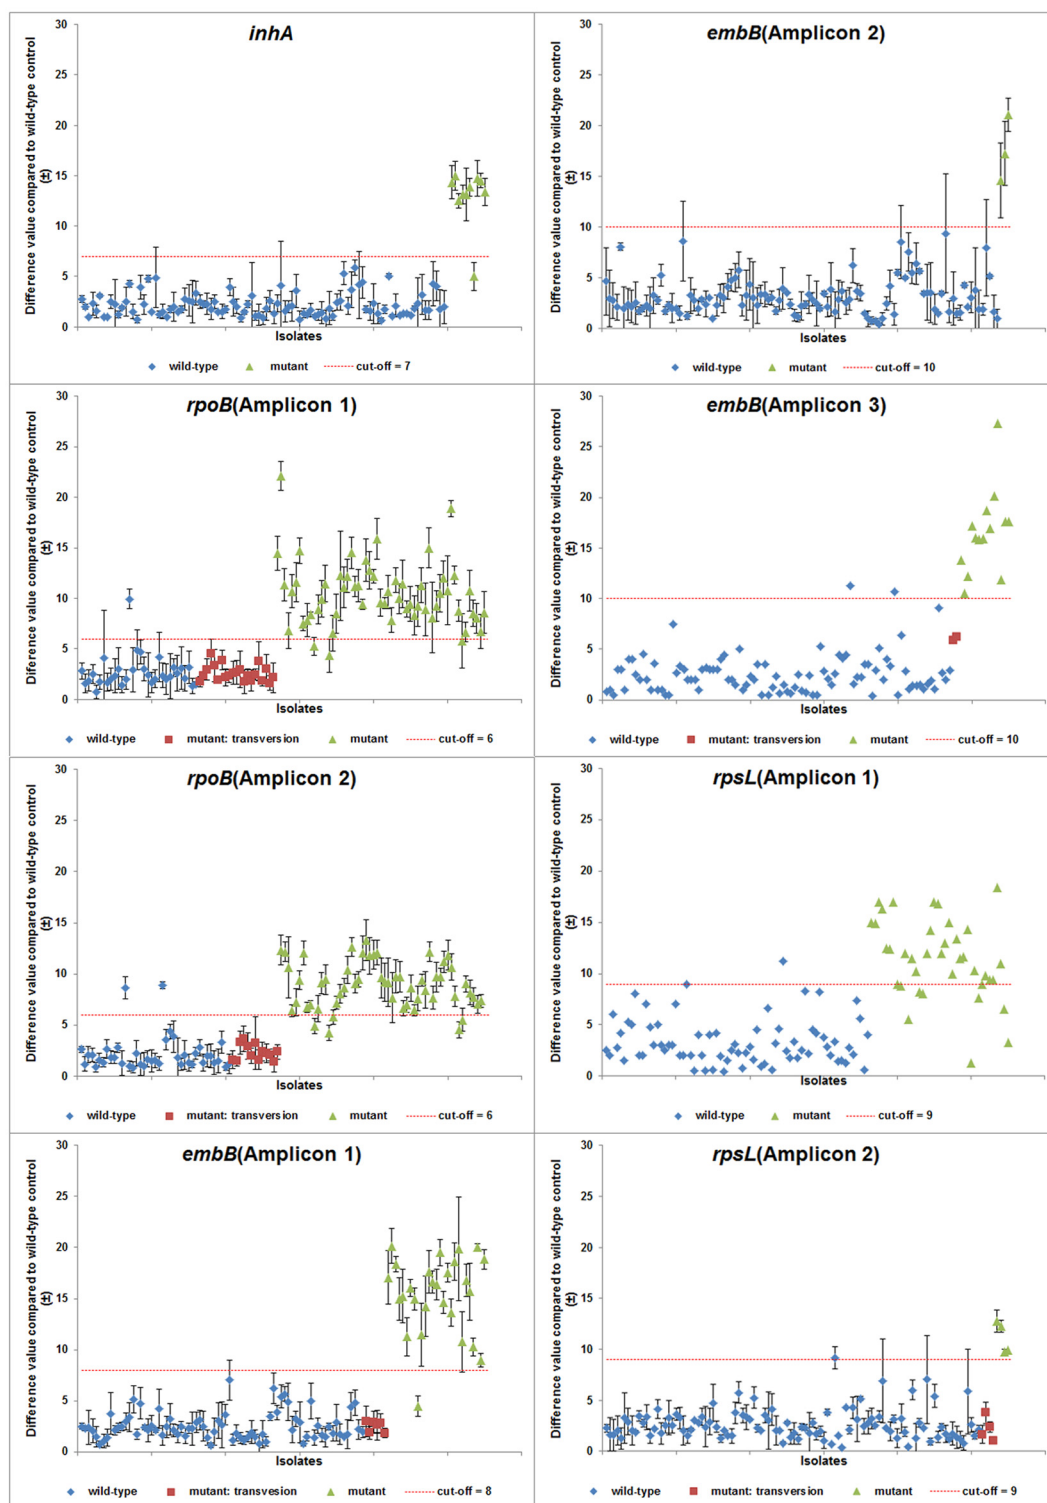 inhA
Difference value compared to wild-type control
(±)
30
25
20
15
10
5
0
Isolates
wild-type mutant cut-off = 7
embB(Amplicon 2)
Difference value compared to wild-type control
(±)
30
25
20
15
10
5
0
Isolates
wild-type mutant cut-off = 10
rpoB(Amplicon 1)
Difference value compared to wild-type control
(±)
30
25
20
15
10
5
0
Isolates
wild-type mutant: transversion mutant cut-off = 6
embB(Amplicon 3)
Difference value compared to wild-type control
(±)
30
25
20
15
10
5
0
Isolates
wild-type mutant: transversion mutant cut-off = 10
rpoB(Amplicon 2)
Difference value compared to wild-type control
(±)
30
25
20
15
10
5
0
Isolates
wild-type mutant: transversion mutant cut-off = 6
rpsL(Amplicon 1)
Difference value compared to wild-type control
(±)
30
25
20
15
10
5
0
Isolates
wild-type mutant cut-off = 9
embB(Amplicon 1)
Difference value compared to wild-type control
(±)
30
25
20
15
10
5
0
Isolates
wild-type mutant: transvesion mutant cut-off = 8
rpsL(Amplicon 2)
Difference value compared to wild-type control
(±)
30
25
20
15
10
5
0
Isolates
wild-type mutant: transversion mutant cut-off = 9